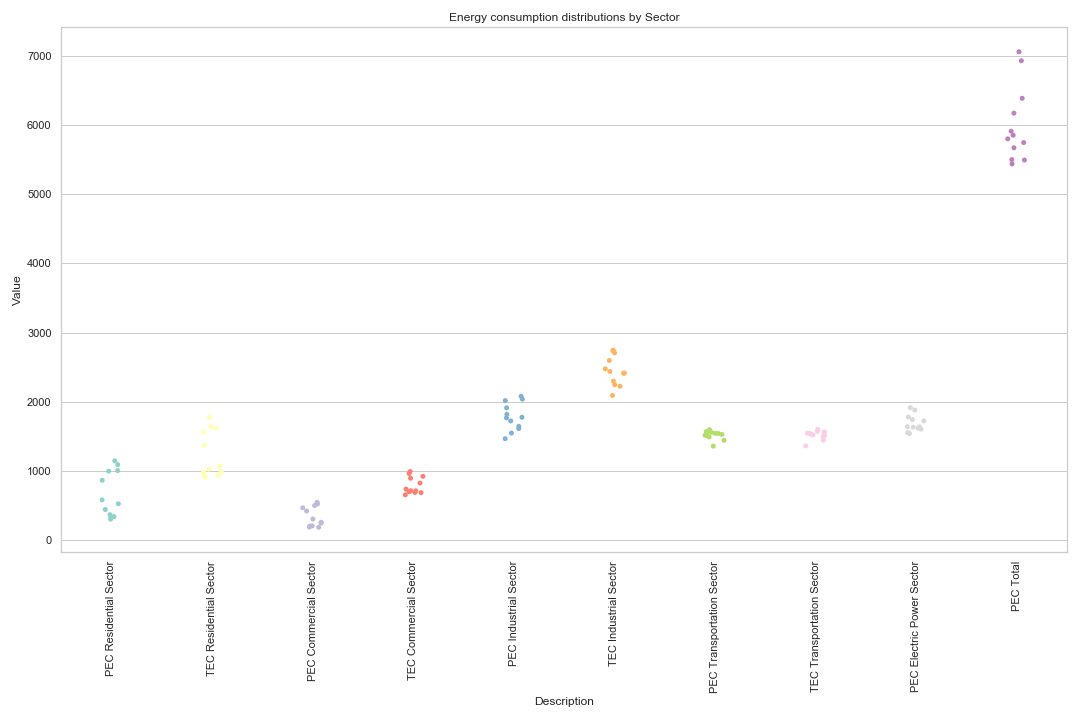 Energy consumption distributions by Sector
7000
6000
5000
4000
3000
2000
1000
0
Value
PEC Residential Sector
TEC Residential Sector
PEC Commercial Sector
TEC Commercial Sector
PEC Industrial Sector
TEC Industrial Sector
PEC Transportation Sector
TEC Transportation Sector
PEC Electric Power Sector
PEC Total
Description